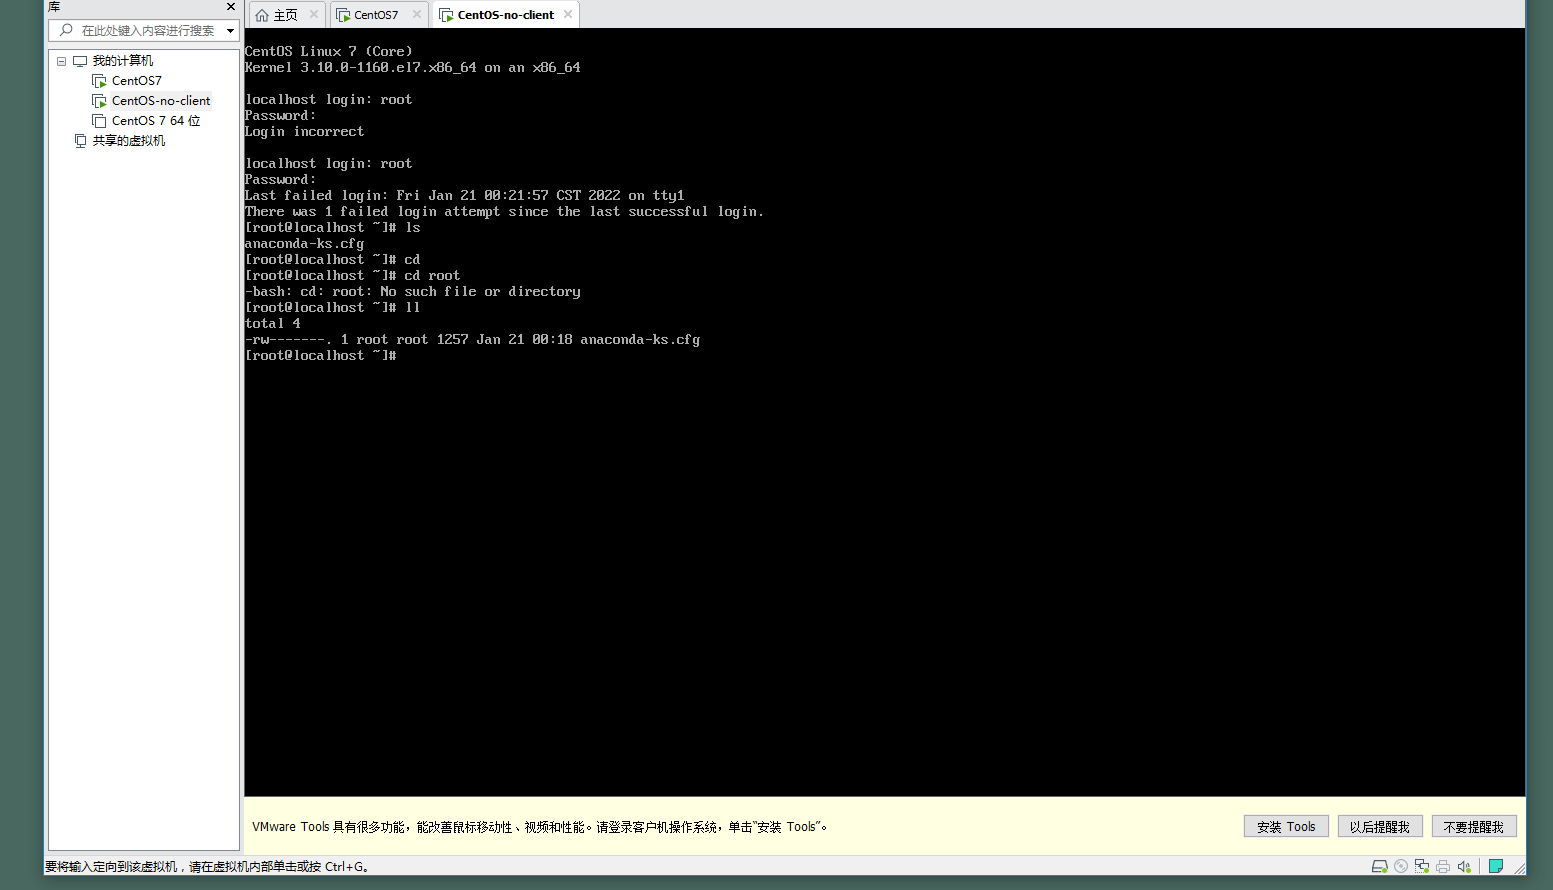 库
在此处键入内容进行搜索
我的计算机
CentOS7
CentOS-no-client
CentOS 7 64 位
共享的虚拟机
主页
CentOS7
CentOS-no-client
CentOS Linux 7 (Core)
Kernel 3.10.0-1160.el7.x86_64 on an x86_64
localhost login: root
Password:
Login incorrect
localhost login: root
Password:
Last failed login: Fri Jan 21 00:21:57 CST 2022 on tty1
There was 1 failed login attempt since the last successful login.
[root@localhost ~]# ls
anaconda-ks.cfg
[root@localhost ~]# cd
[root@localhost ~]# cd root
-bash: cd: root: No such file or directory
[root@localhost ~]# ll
total 4
-rw-------. 1 root root 1257 Jan 21 00:18 anaconda-ks.cfg
[root@localhost ~]#
VMware Tools 具有很多功能，能改善鼠标移动性、视频和性能。请登录客户机操作系统，单击“安装 Tools”。
安装 Tools
以后提醒我
不要提醒我
要将输入定向到该虚拟机，请在虚拟机内部单击或按 Ctrl+G。